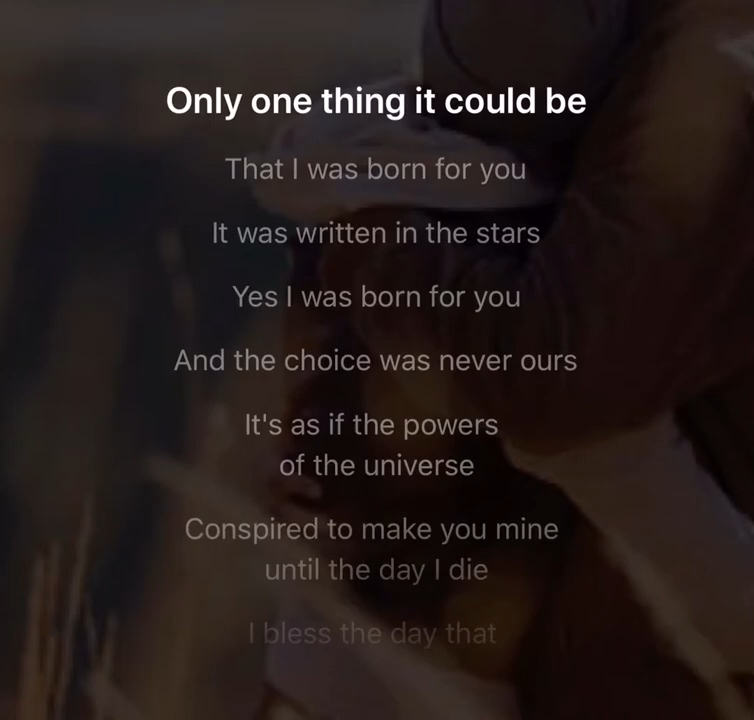 Only one thing it could be
That I was born for you
It was written in the stars
Yes I was born for you
And the choice was never ours
It's as if the powers
of the universe
Conspired to make you mine
until the day I die
I bless the day that